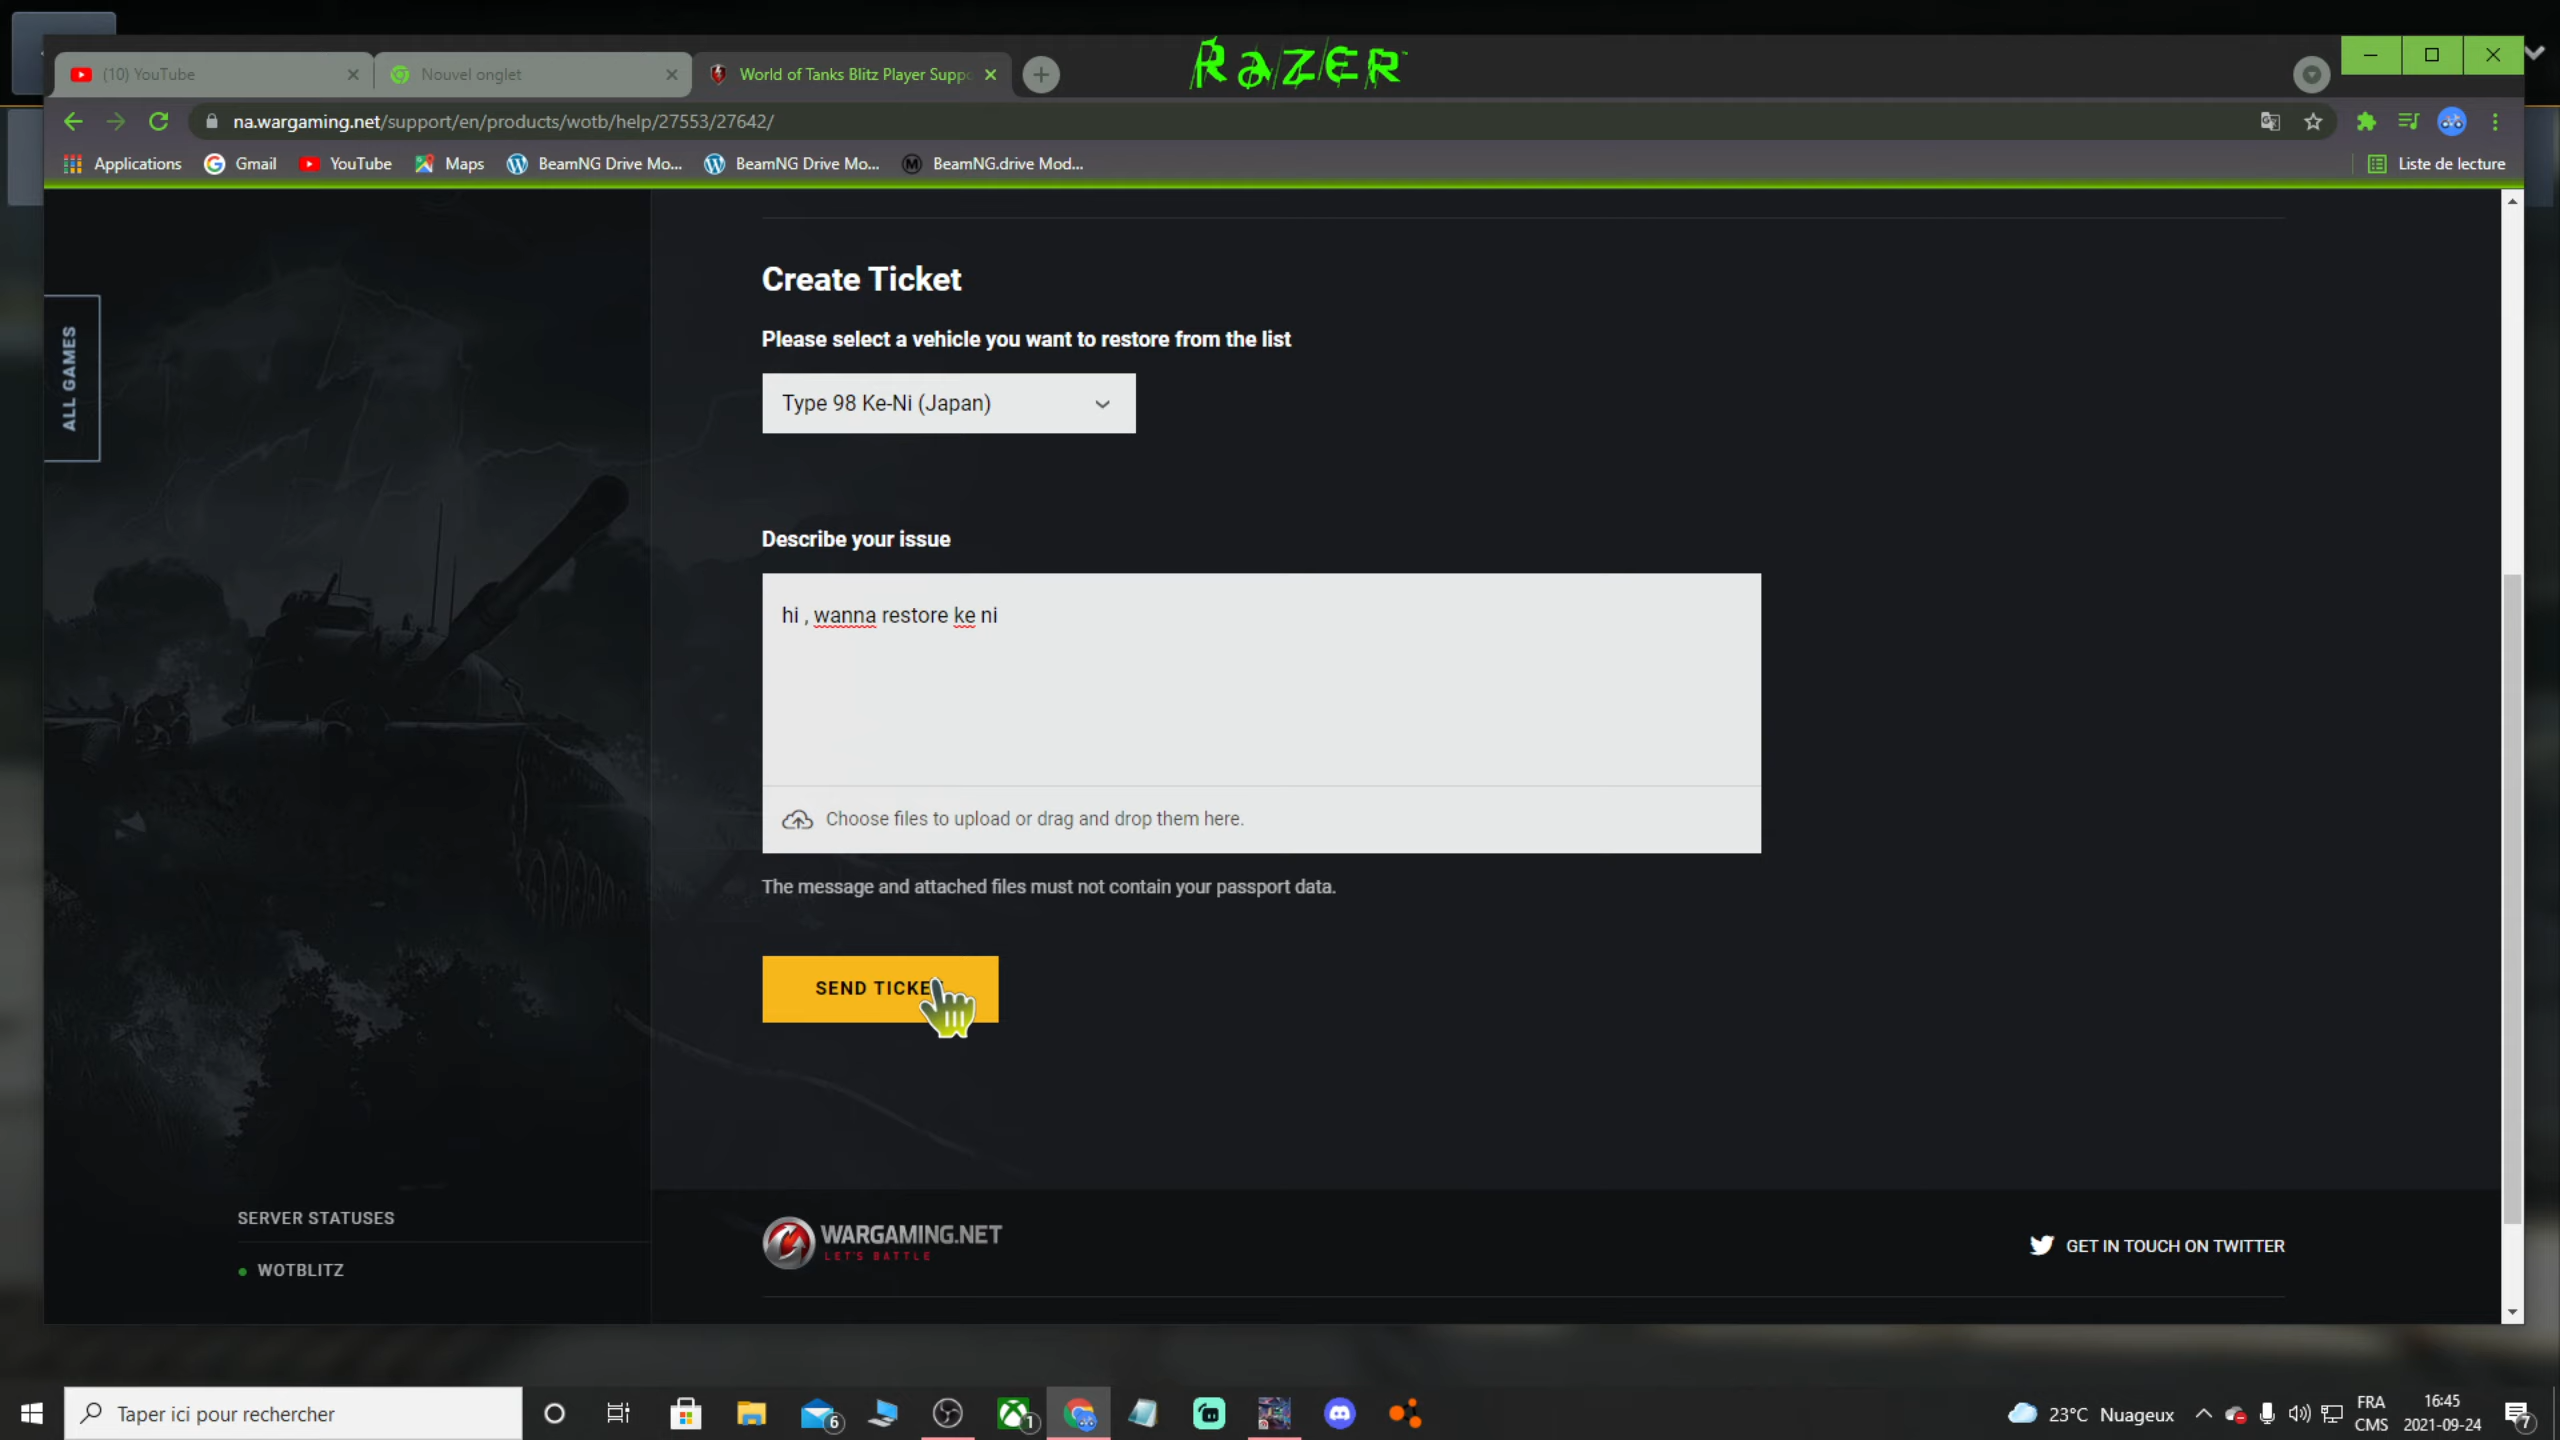 RAZER
(10) YouTube
Nouvel onglet
World of Tanks Blitz Player Suppo
na.wargaming.net/support/en/products/wotb/help/27553/27642/
Applications
Gmail
YouTube
Maps
BeamNG Drive Mo...
BeamNG Drive Mo...
BeamNG.drive Mod...
Liste de lecture
ALL GAMES
Create Ticket
Please select a vehicle you want to restore from the list
Type 98 Ke-Ni (Japan)
Describe your issue
hi , wanna restore ke ni
Choose files to upload or drag and drop them here.
The message and attached files must not contain your passport data.
SEND TICKE
SERVER STATUSES
WOTBLITZ
WARGAMING.NET
LET'S BATTLE
GET IN TOUCH ON TWITTER
Taper ici pour rechercher
6
1
23°C Nuageux
FRA
CMS
16:45
2021-09-24
7